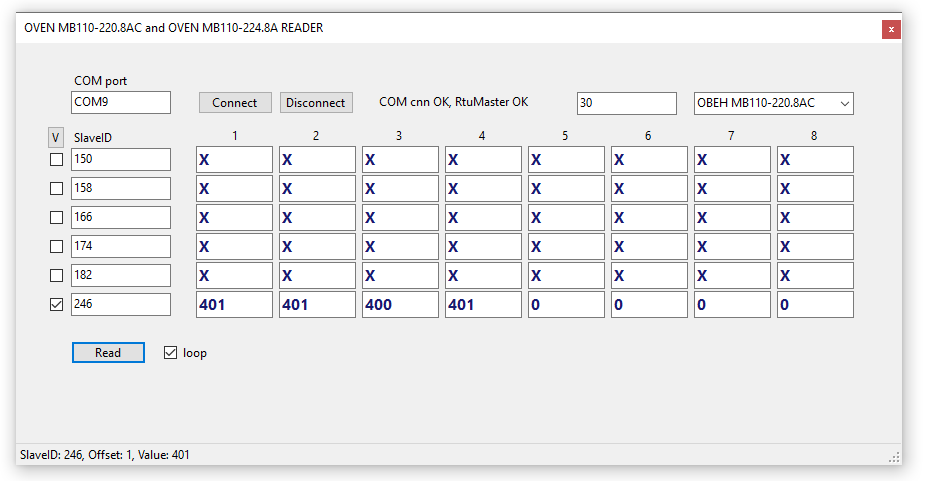 OVEN MB110-220.8AC and OVEN MB110-224.8A READER
x
COM port
COM9
Connect
Disconnect
COM cnn OK, RtuMaster OK
30
ОВЕН МВ110-220.8АС
V
SlaveID
1 2 3 4 5 6 7 8
150 X X X X X X X X
158 X X X X X X X X
166 X X X X X X X X
174 X X X X X X X X
182 X X X X X X X X
246 401 401 400 401 0 0 0 0
Read
loop
SlaveID: 246, Offset: 1, Value: 401